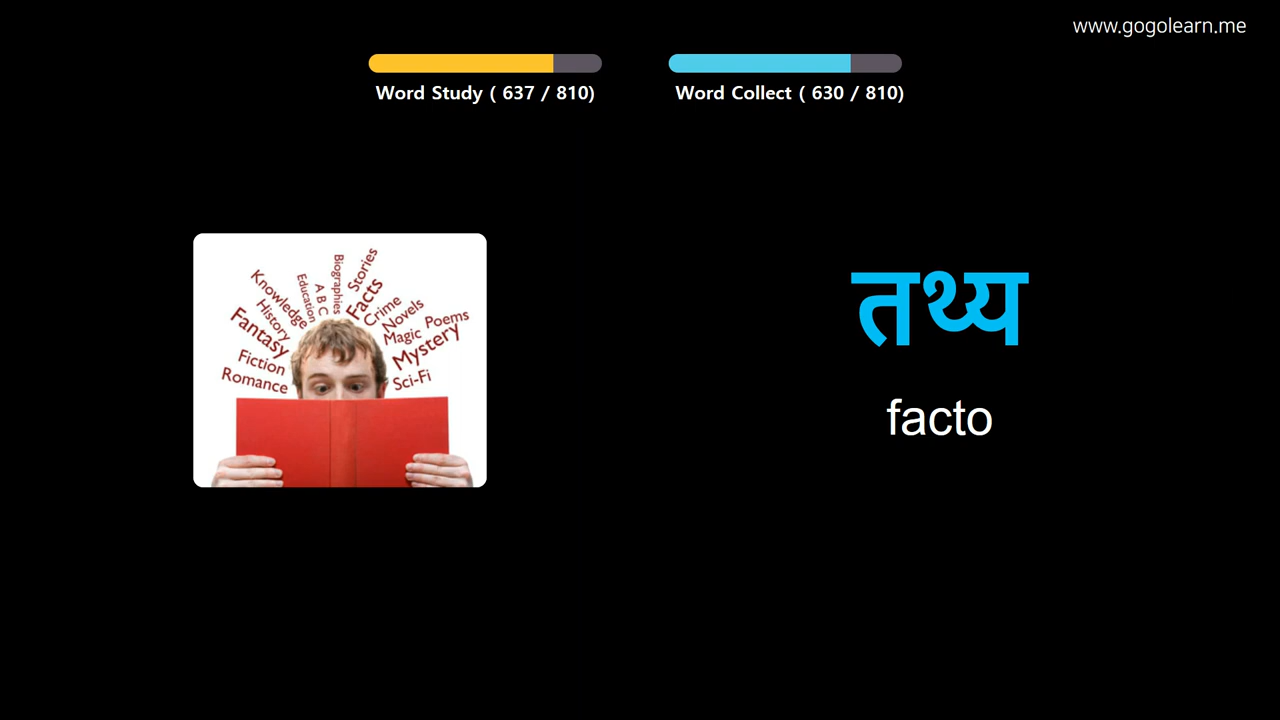 www.gogolearn.me
Word Study ( 637 / 810)
Word Collect ( 630 / 810)
Knowledge
History
Fantasy
Fiction
Romance
Education
A B C
Biographies
Stories
Facts
Crime
Novels
Magic
Poems
Mystery
Sci-Fi
तथ्य
facto